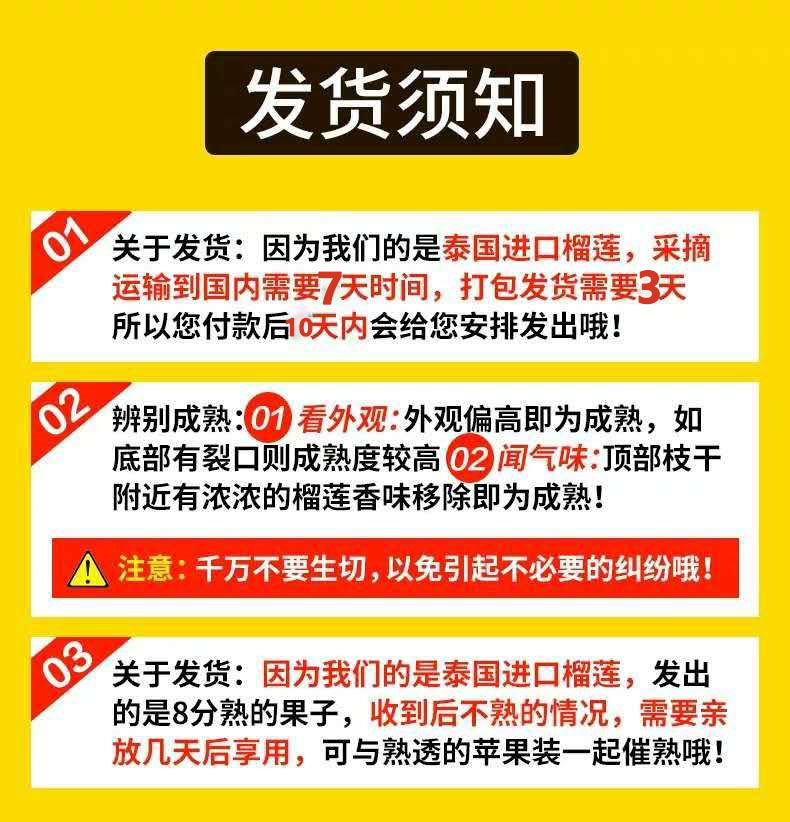 发货须知
01
关于发货：因为我们的是泰国进口榴莲，采摘
运输到国内需要7天时间，打包发货需要3天
所以您付款后10天内会给您安排发出哦！
02
辨别成熟：01看外观：外观偏高即为成熟，如
底部有裂口则成熟度较高02闻气味：顶部枝干
附近有浓浓的榴莲香味移除即为成熟！
注意：千万不要生切，以免引起不必要的纠纷哦！
03
关于发货：因为我们的是泰国进口榴莲，发出
的是8分熟的果子，收到后不熟的情况，需要亲
放几天后享用，可与熟透的苹果装一起催熟哦！